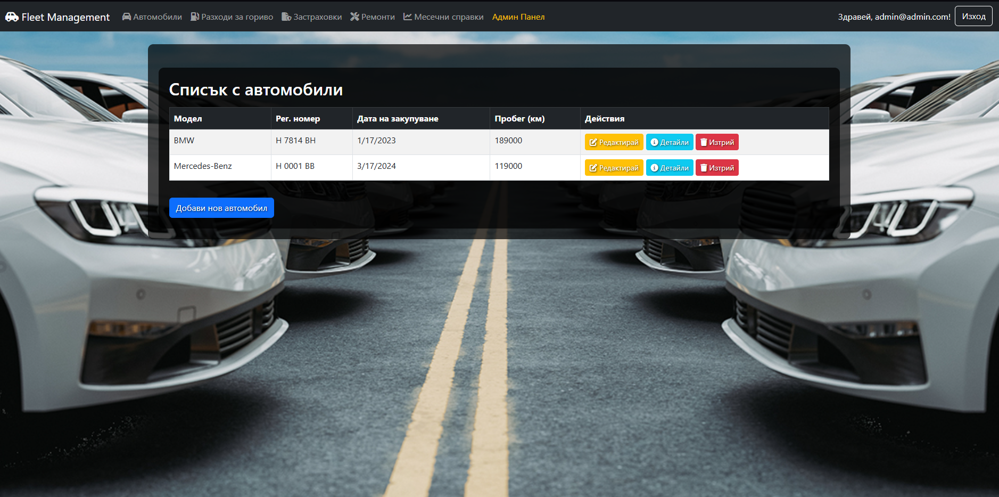 Fleet Management Автомобили Разходи за гориво Застраховки Ремонти Месечни справки Админ Панел Здравей, admin@admin.com! Изход
Списък с автомобили
Модел Рег. номер Дата на закупуване Пробег (км) Действия
BMW H 7814 BH 1/17/2023 189000 Редактирай Детайли Изтрий
Mercedes-Benz H 0001 BB 3/17/2024 119000 Редактирай Детайли Изтрий
Добави нов автомобил